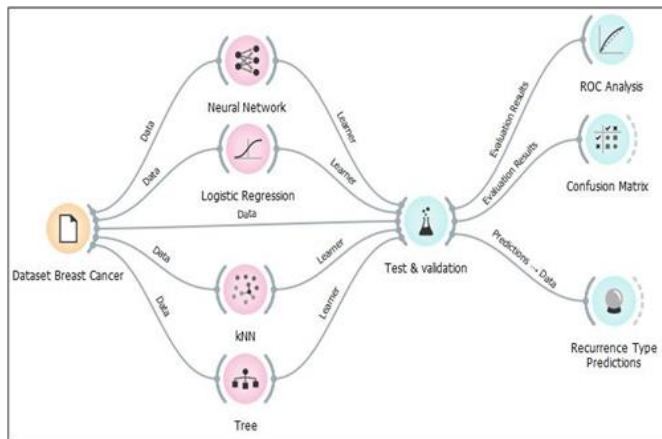 Neural Network
ROC Analysis
Data
Learner
Evaluation Results
Data
Logistic Regression
Learner
Evaluation Results
Confusion Matrix
Data
Dataset Breast Cancer
Test & validation
Data
Learner
Predictions → Data
kNN
Data
Learner
Recurrence Type
Predictions
Tree